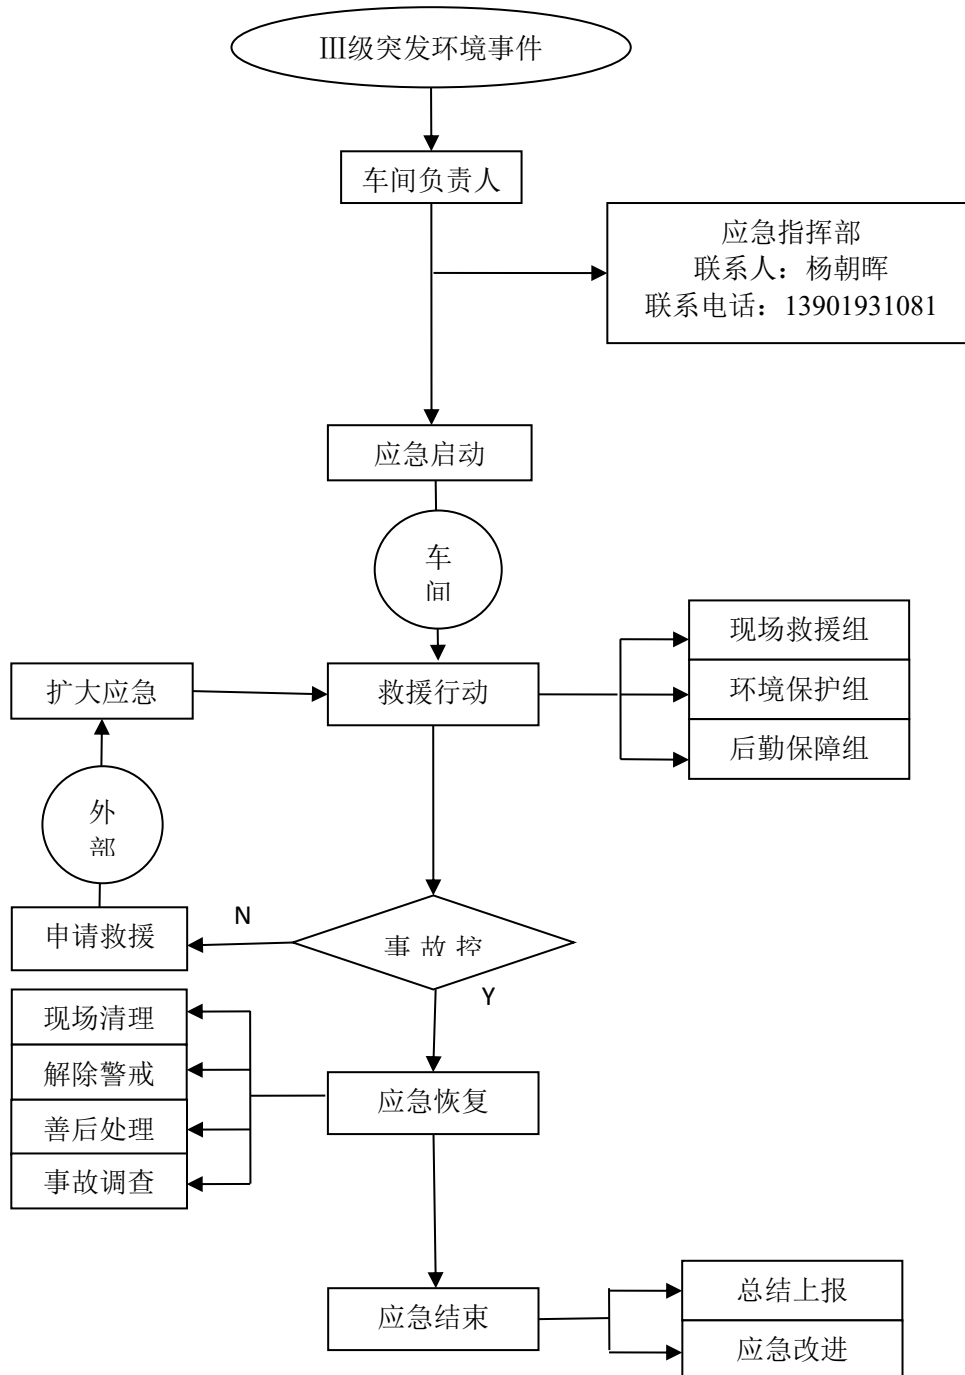 III级突发环境事件
车间负责人
应急指挥部
联系人：杨朝晖
联系电话：13901931081
应急启动
车
间
现场救援组
扩大应急
救援行动
环境保护组
后勤保障组
外
部
N
申请救援
事故控
Y
现场清理
解除警戒
应急恢复
善后处理
事故调查
总结上报
应急结束
应急改进